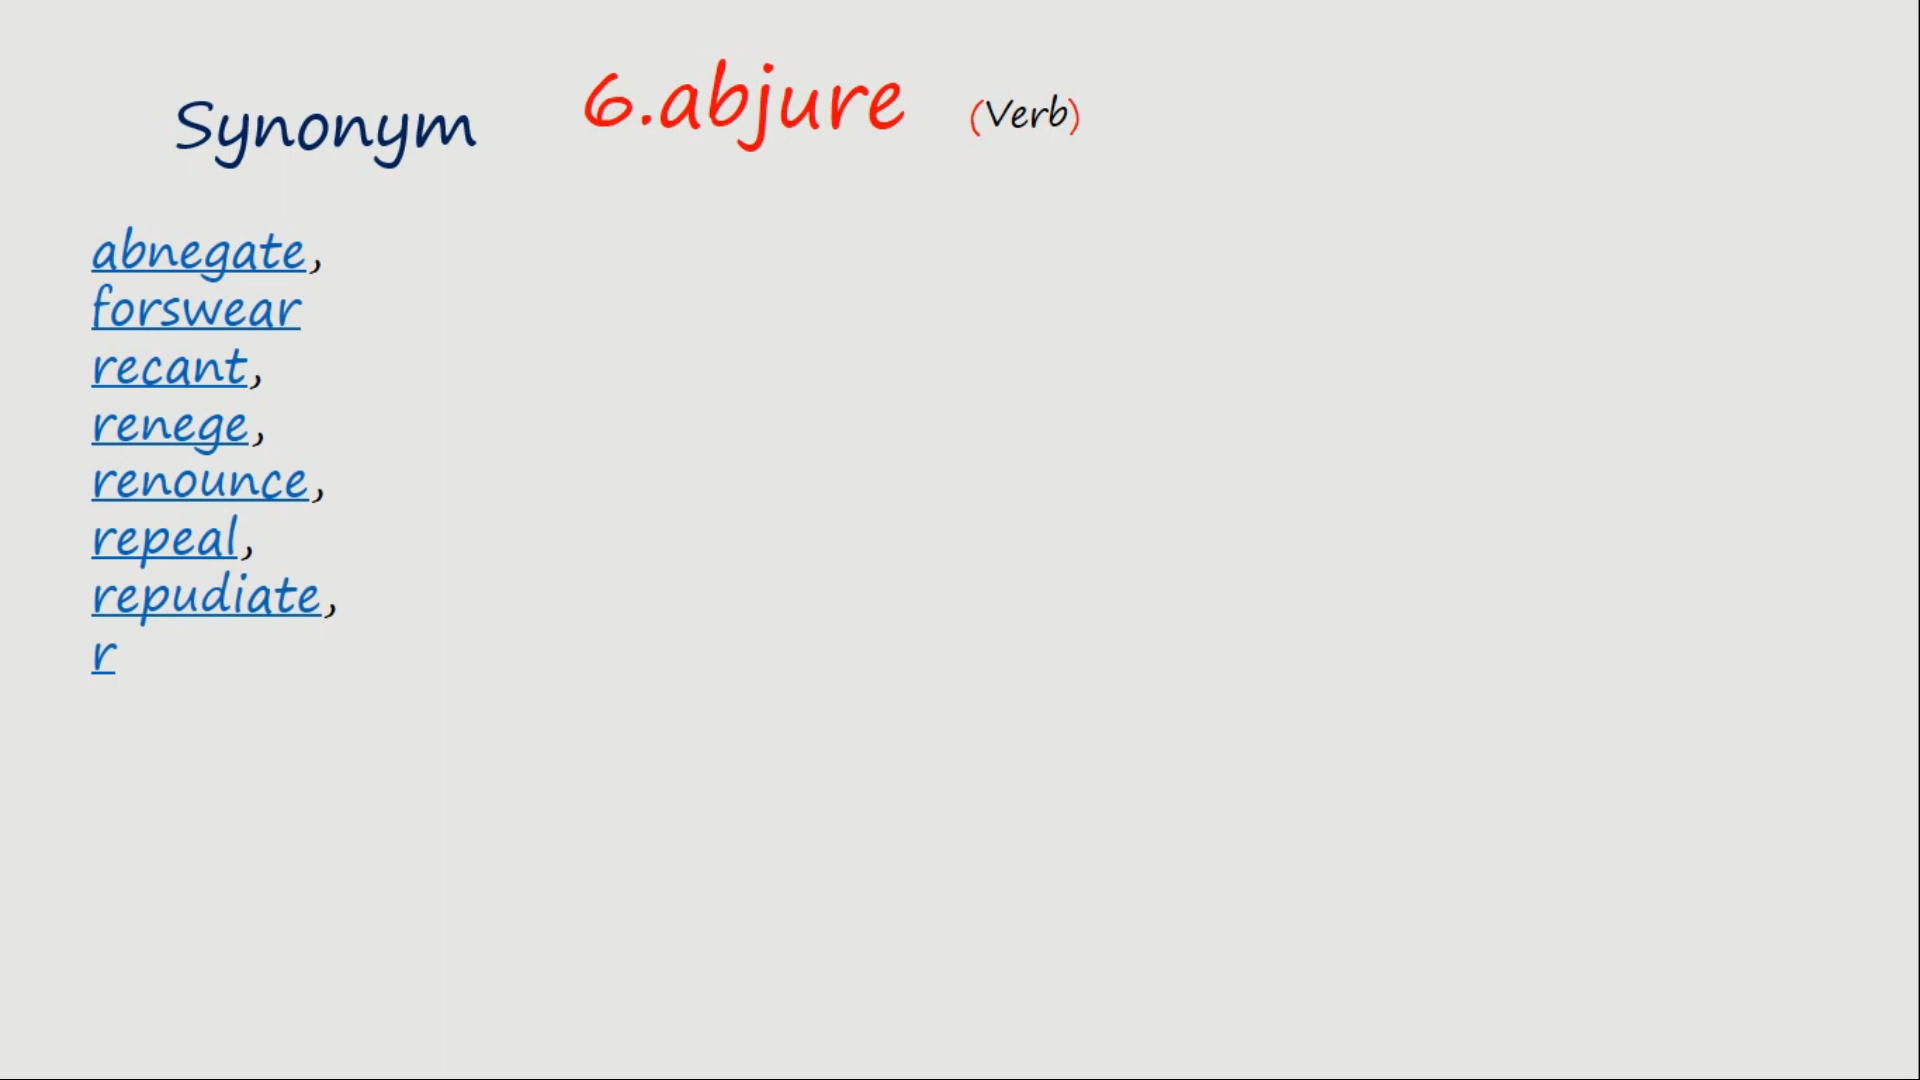 Synonym 6.abjure (Verb)
abnegate,
forswear
recant,
renege,
renounce,
repeal,
repudiate,
r